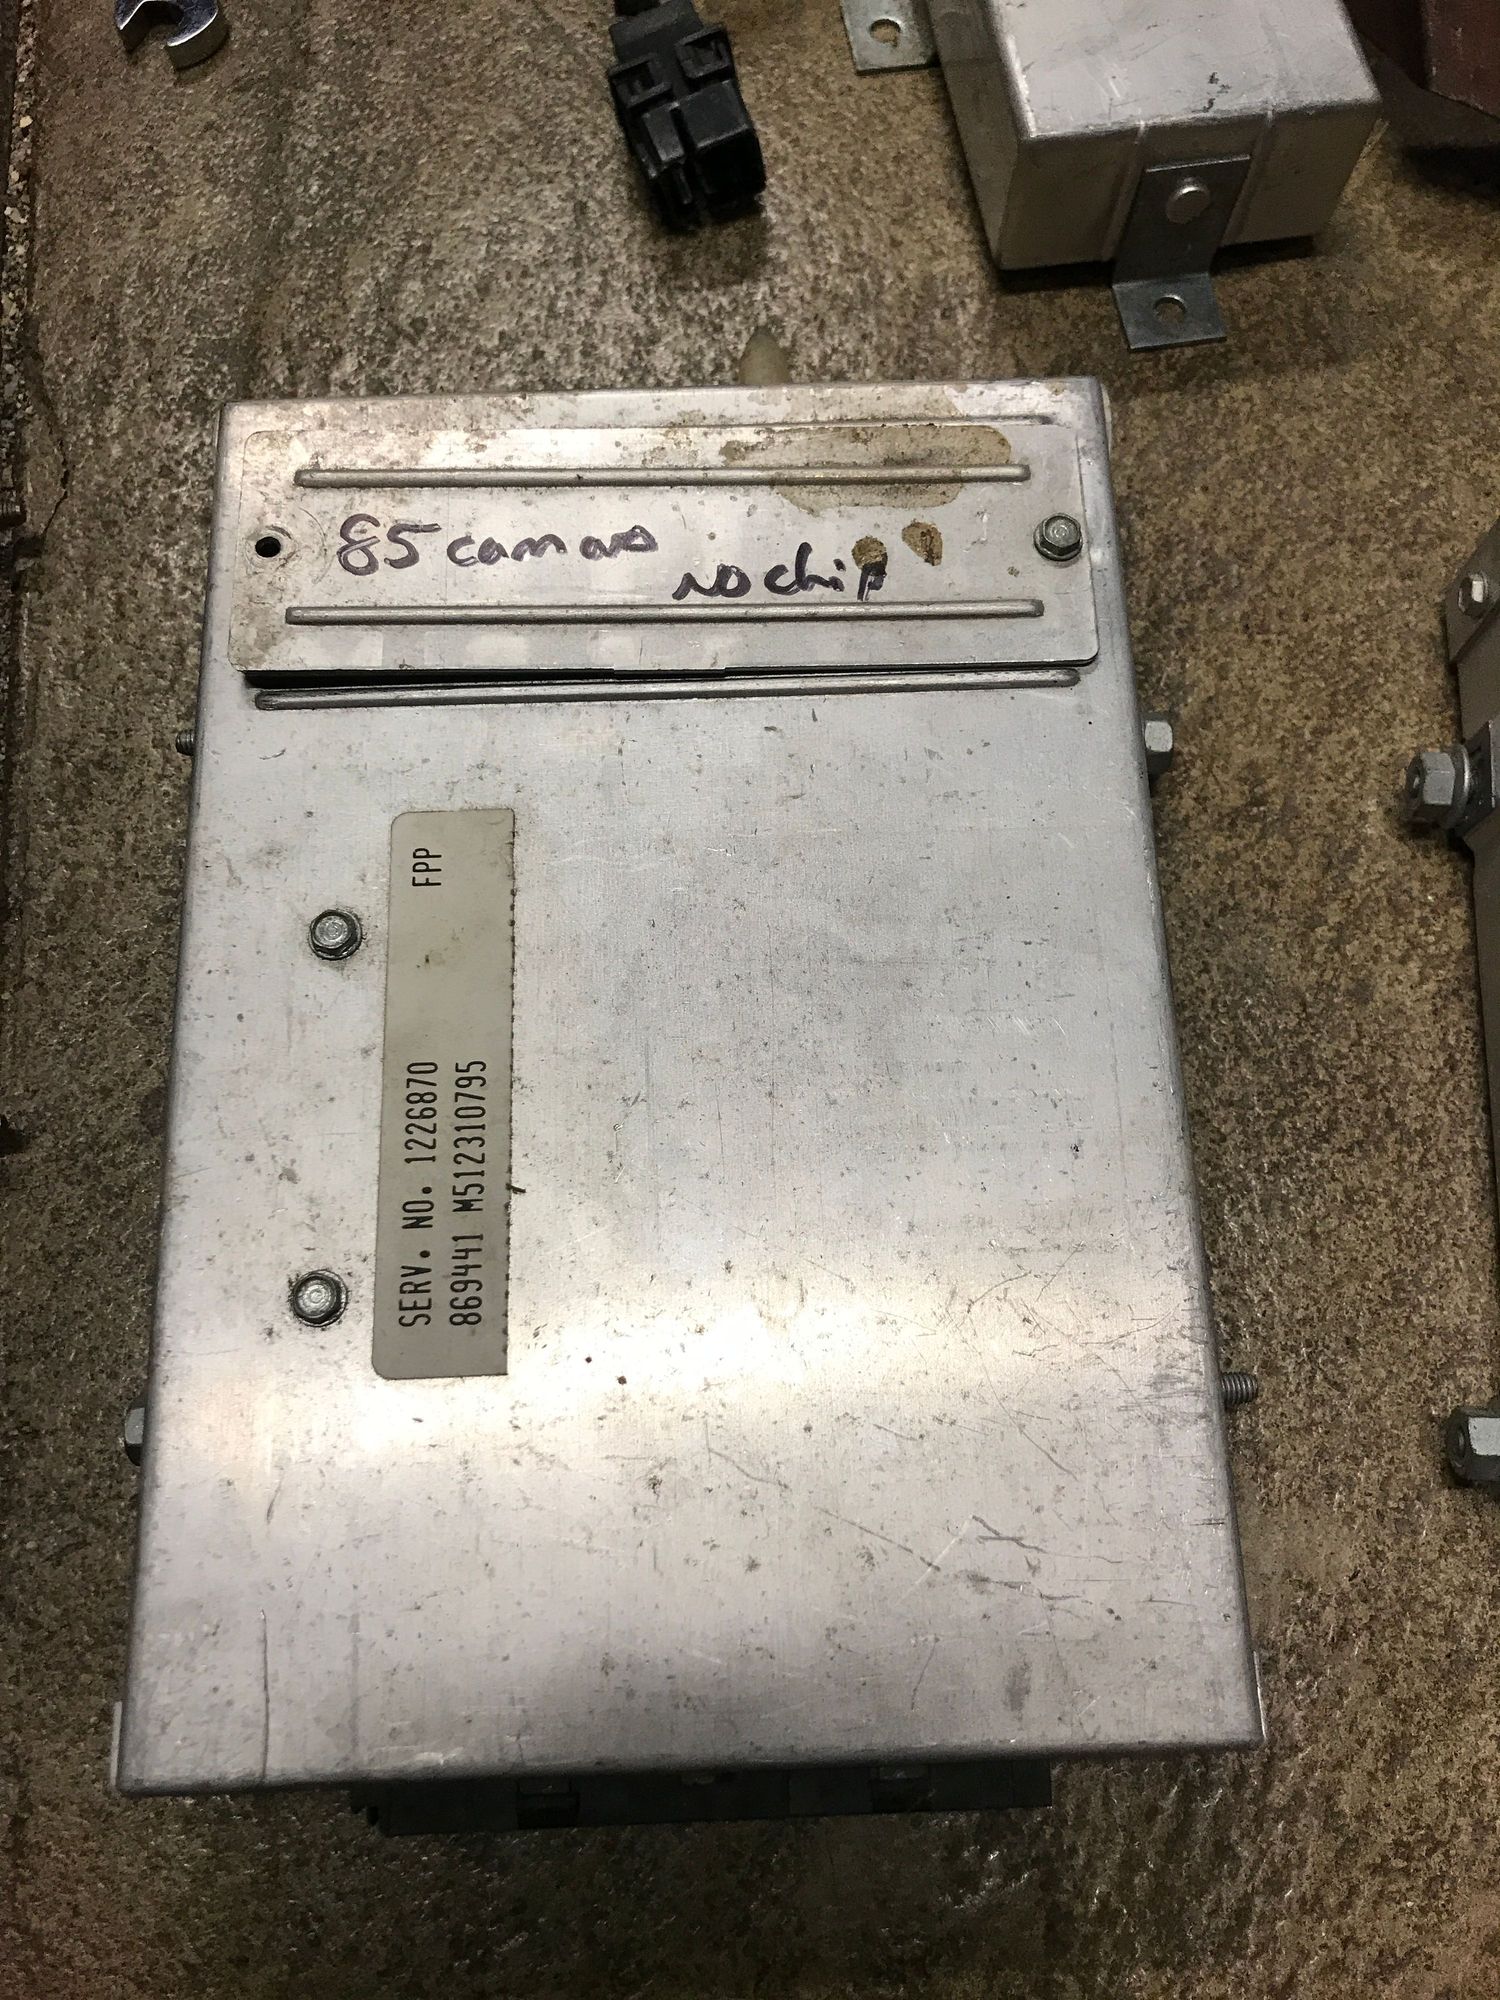 85 camaro
no chip
FPP
SERV. NO. 1226870
869441 M512310795